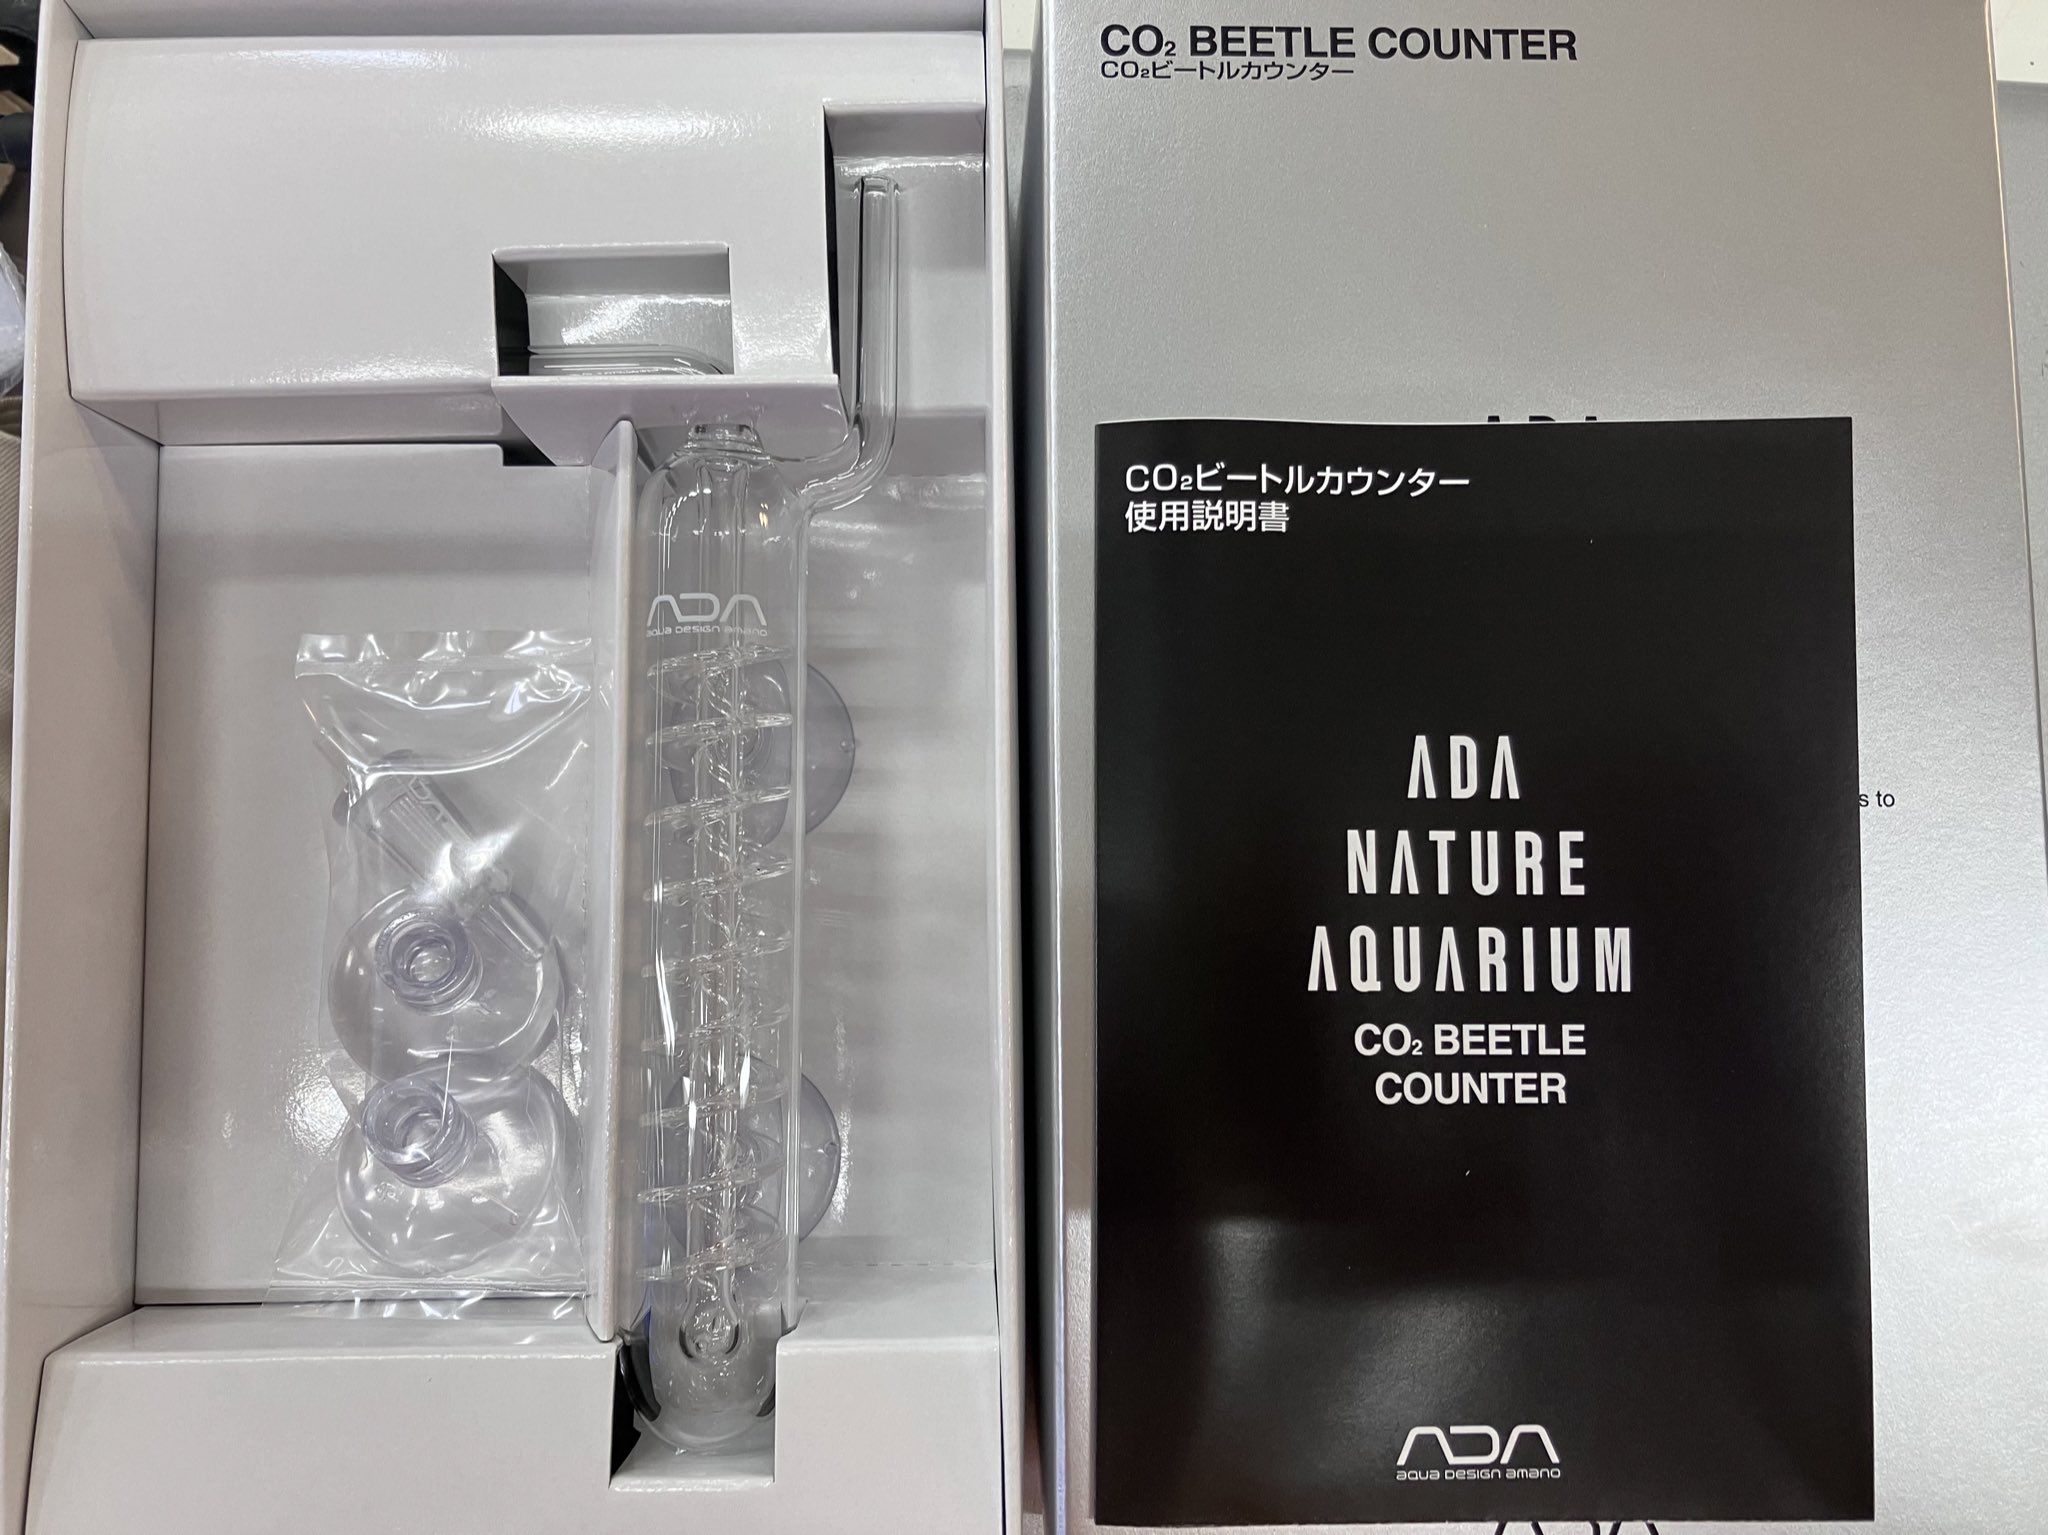 CO₂ BEETLE COUNTER
CO₂ビートルカウンター
ADA
aqua DESIGN amano
CO₂ビートルカウンター
使用説明書
ADA
NATURE
AQUARIUM
CO₂ BEETLE
COUNTER
ADA
aqua DESIGN amano
s to